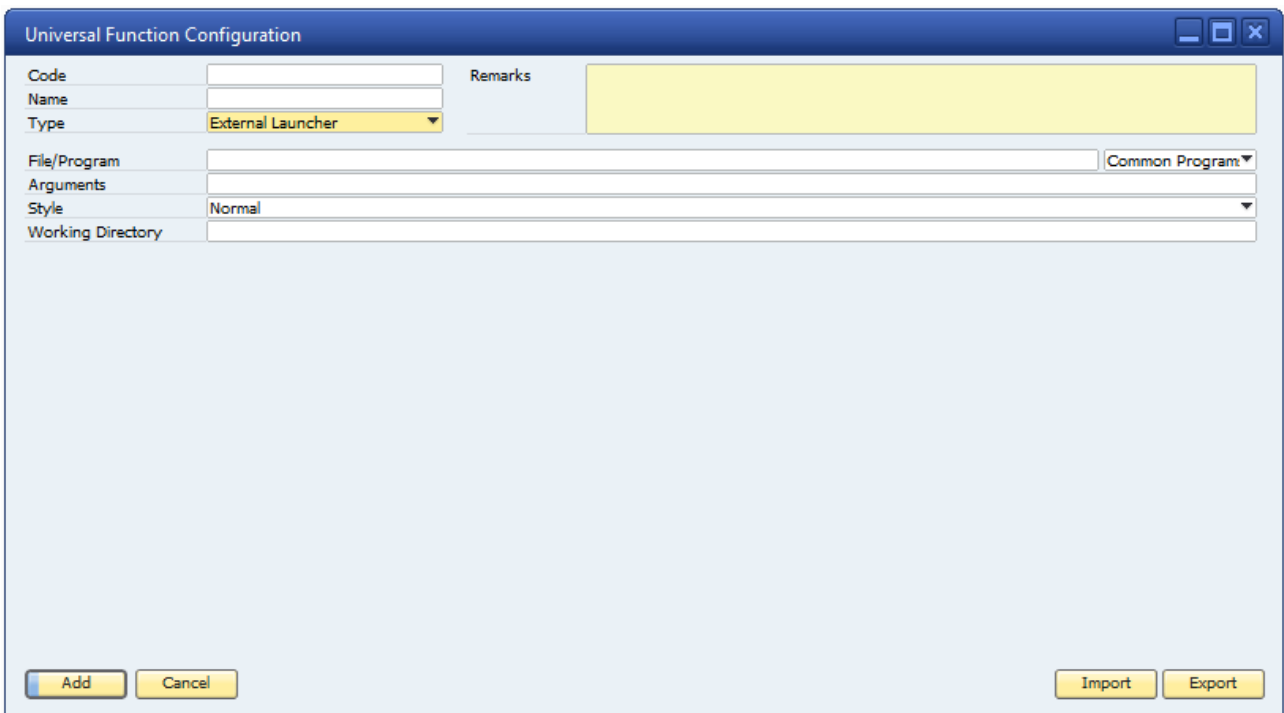 Universal Function Configuration
Code
Remarks
Name
Type External Launcher
File/Program Common Program
Arguments
Style Normal
Working Directory
Add Cancel Import Export